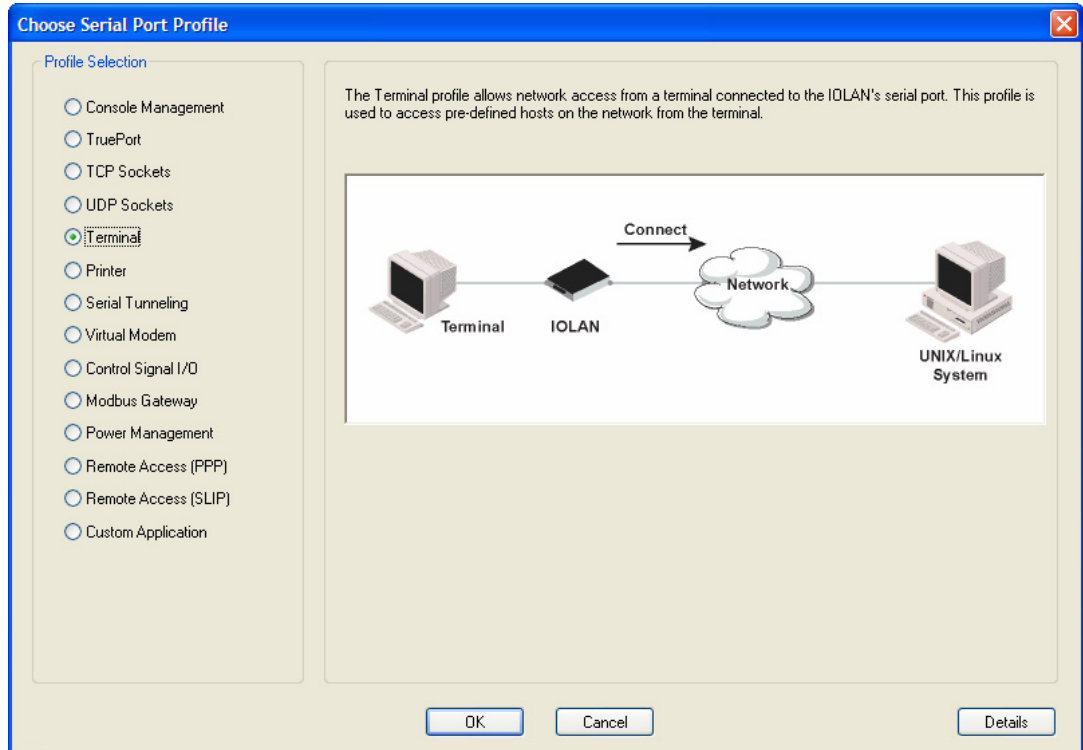 Choose Serial Port Profile
Profile Selection
Console Management
TruePort
TCP Sockets
UDP Sockets
Terminal
Printer
Serial Tunneling
Virtual Modem
Control Signal I/O
Modbus Gateway
Power Management
Remote Access (PPP)
Remote Access (SLIP)
Custom Application
The Terminal profile allows network access from a terminal connected to the IOLAN's serial port. This profile is
used to access pre-defined hosts on the network from the terminal.
Connect
Network
Terminal
IOLAN
UNIX/Linux
System
OK
Cancel
Details